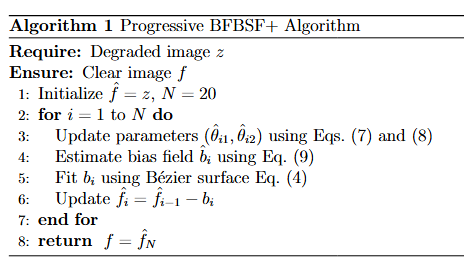 Algorithm 1 Progressive BFBSF+ Algorithm
Require: Degraded image z
Ensure: Clear image f
1: Initialize f̂ = z, N = 20
2: for i = 1 to N do
3: Update parameters (θ̂i1, θ̂i2) using Eqs. (7) and (8)
4: Estimate bias field b̂i using Eq. (9)
5: Fit bi using Bézier surface Eq. (4)
6: Update f̂i = f̂i−1 − bi
7: end for
8: return f = f̂N